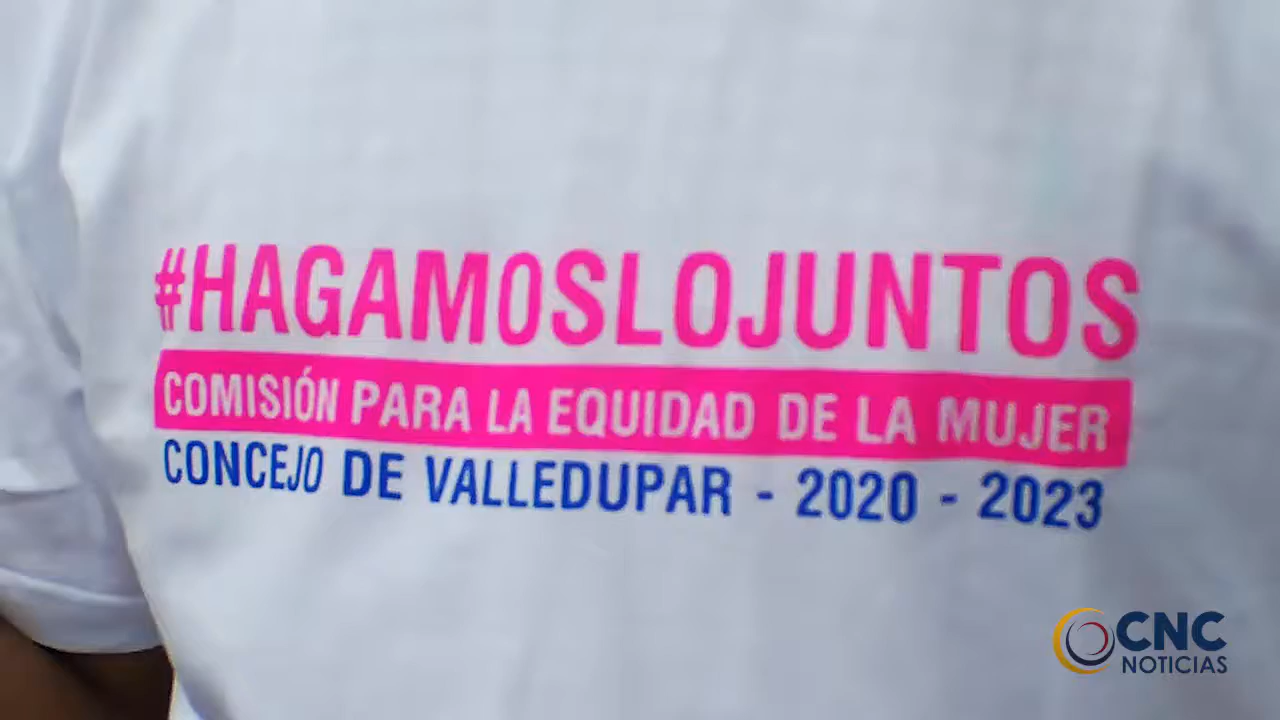 #HAGAMOSLOJUNTOS
COMISIÓN PARA LA EQUIDAD DE LA MUJER
CONCEJO DE VALLEDUPAR - 2020 - 2023
CNC
NOTICIAS